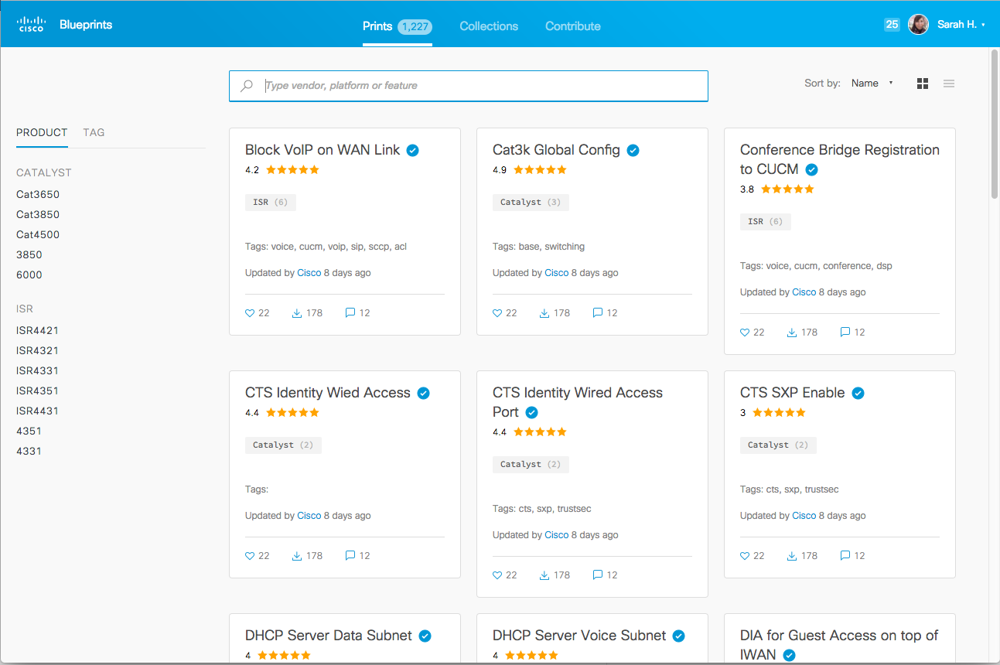 CISCO Blueprints Prints 1,227 Collections Contribute 25 Sarah H.
Type vendor, platform or feature
Sort by: Name
PRODUCT TAG
CATALYST
Cat3650
Cat3850
Cat4500
3850
6000
ISR
ISR4421
ISR4321
ISR4331
ISR4351
ISR4431
4351
4331
Block VoIP on WAN Link
4.2
ISR (6)
Tags: voice, cucm, voip, sip, sccp, acl
Updated by Cisco 8 days ago
22 178 12
Cat3k Global Config
4.9
Catalyst (3)
Tags: base, switching
Updated by Cisco 8 days ago
22 178 12
Conference Bridge Registration
to CUCM
3.8
ISR (6)
Tags: voice, cucm, conference, dsp
Updated by Cisco 8 days ago
22 178 12
CTS Identity Wied Access
4.4
Catalyst (2)
Tags:
Updated by Cisco 8 days ago
22 178 12
CTS Identity Wired Access
Port
4.4
Catalyst (2)
Tags: cts, sxp, trustsec
Updated by Cisco 8 days ago
22 178 12
CTS SXP Enable
3
Catalyst (2)
Tags: cts, sxp, trustsec
Updated by Cisco 8 days ago
22 178 12
DHCP Server Data Subnet
4
DHCP Server Voice Subnet
4
DIA for Guest Access on top of
IWAN